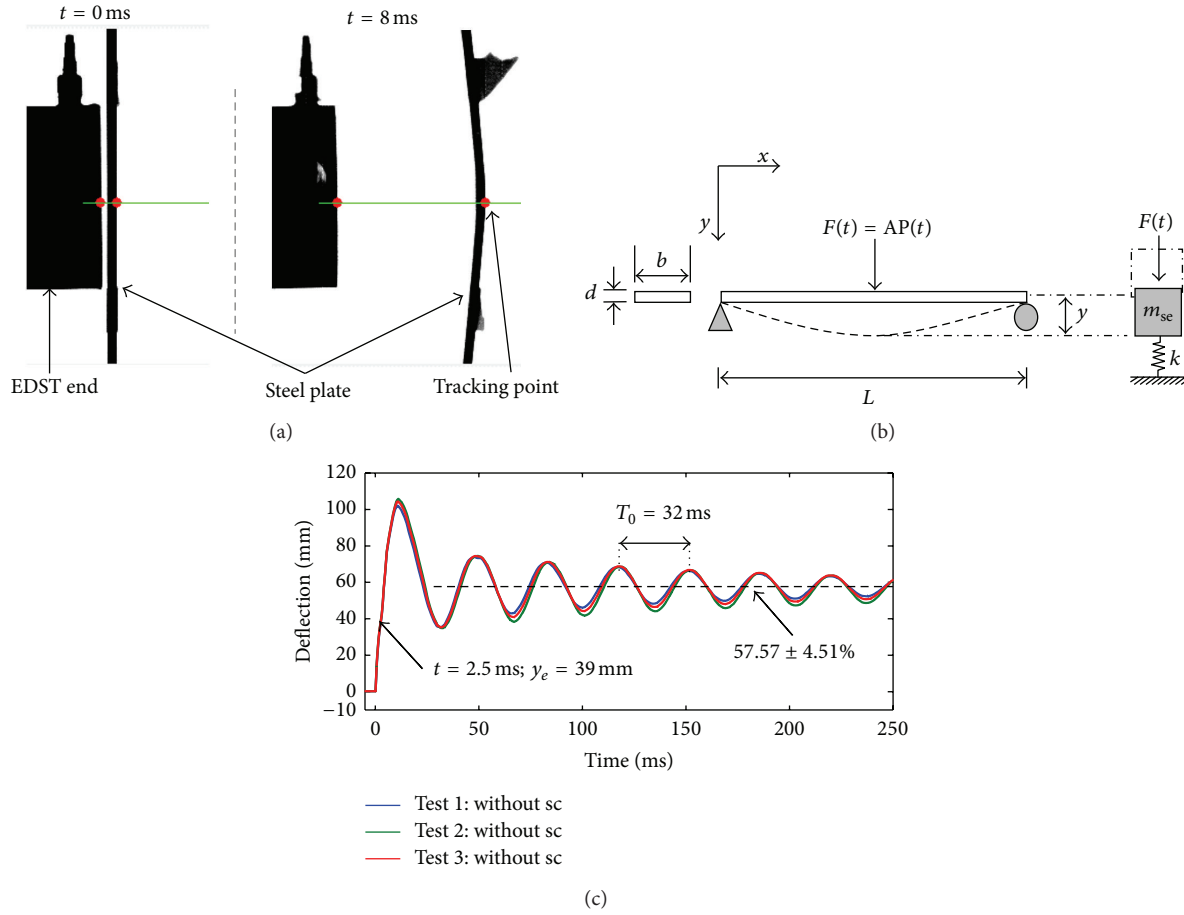 t = 0 ms
t = 8 ms
EDST end
Steel plate
Tracking point
(a)
x
y
F(t) = AP(t)
F(t)
b
d
y
m_se
k
L
(b)
120
100
80
60
40
20
0
−10
Deflection (mm)
T_0 = 32 ms
57.57 ± 4.51%
t = 2.5 ms; y_e = 39 mm
0
50
100
150
200
250
Time (ms)
Test 1: without sc
Test 2: without sc
Test 3: without sc
(c)